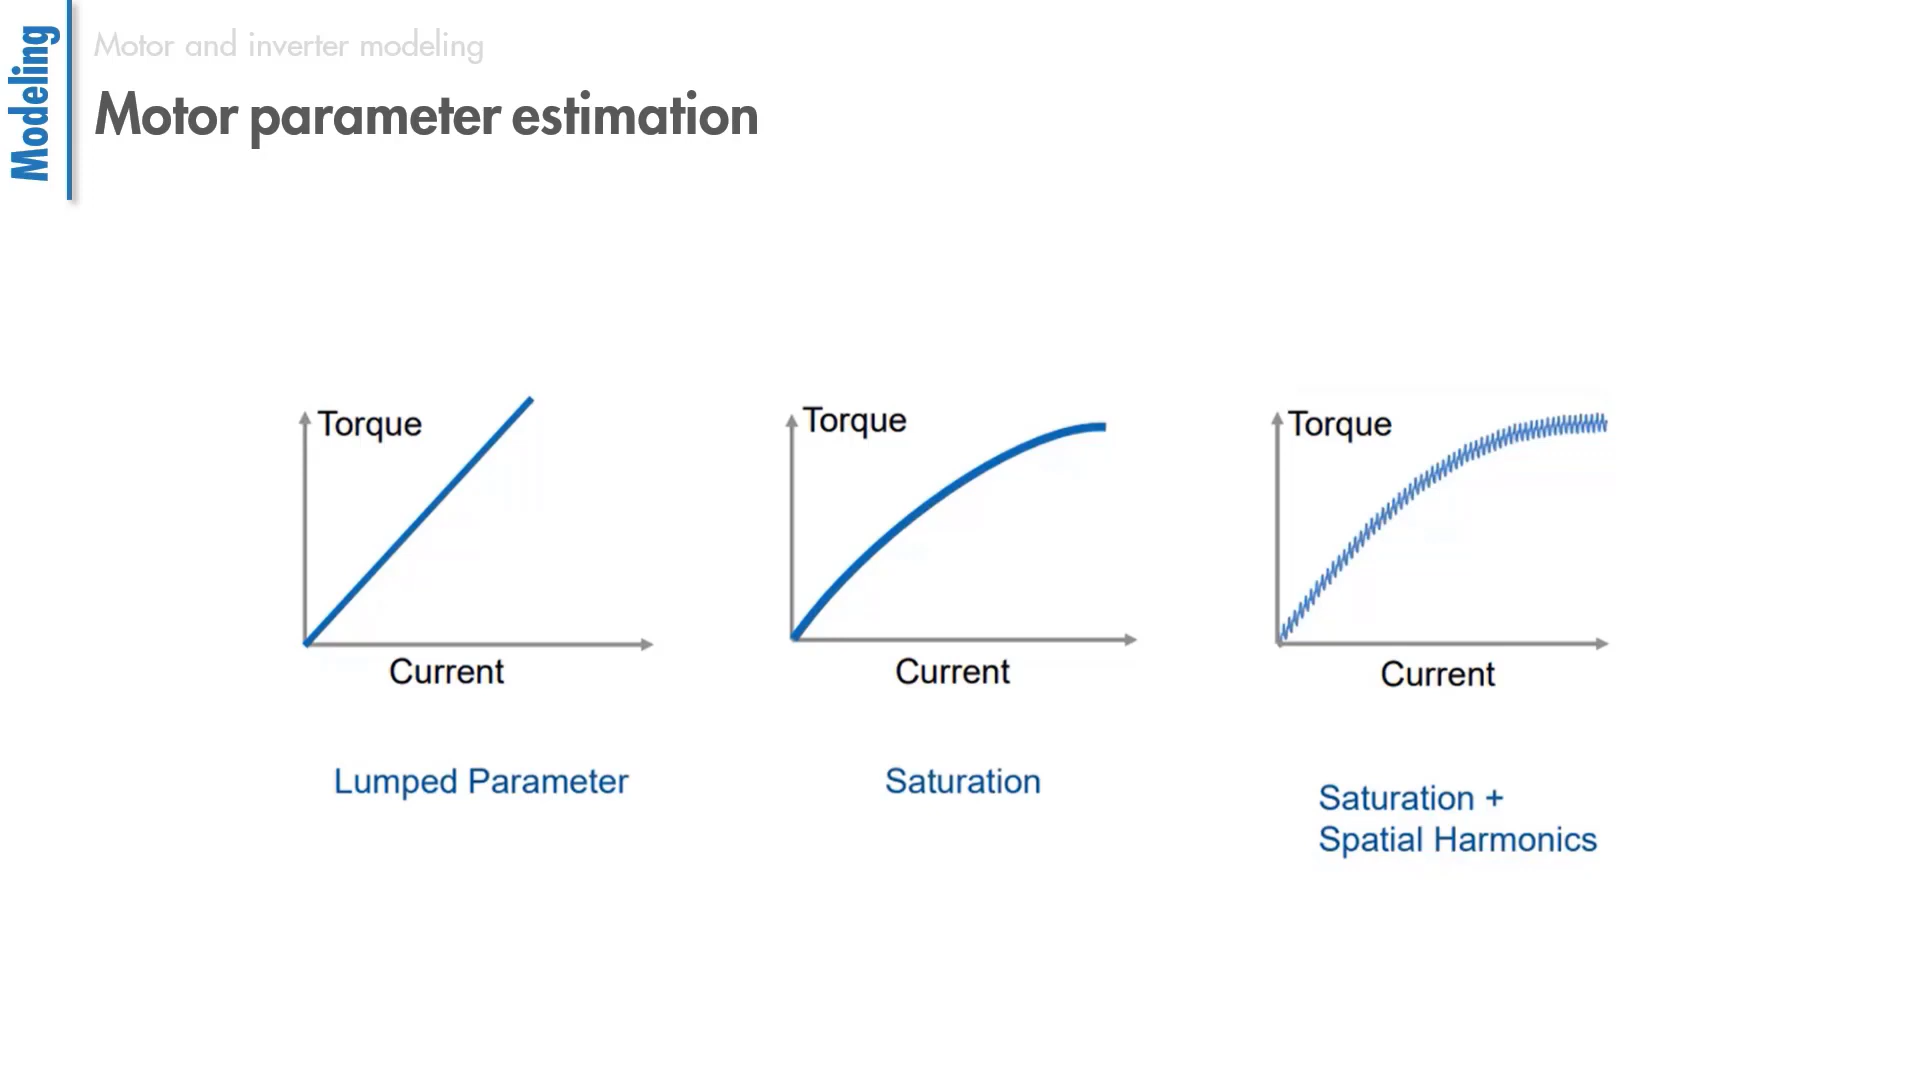 Modeling
Motor and inverter modeling
Motor parameter estimation
Torque
Current
Lumped Parameter
Torque
Current
Saturation
Torque
Current
Saturation +
Spatial Harmonics